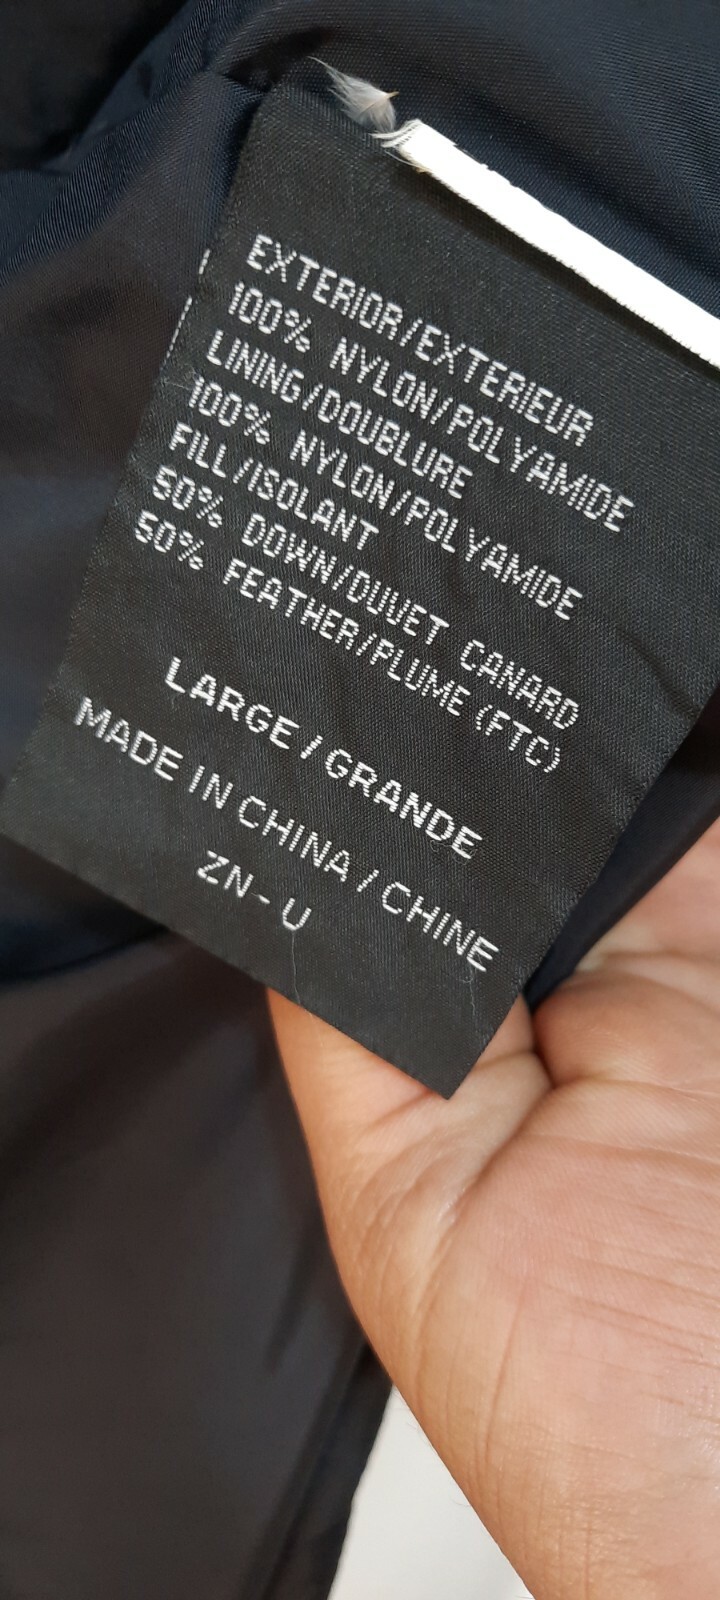 EXTERIOR/EXTERIEUR
100% NYLON/POLYAMIDE
LINING/DOUBLURE
100% NYLON/POLYAMIDE
FILL/ISOLANT
50% DOWN/DUVET CANARD
50% FEATHER/PLUME (FTC)
LARGE/GRANDE
MADE IN CHINA/CHINE
ZN-U